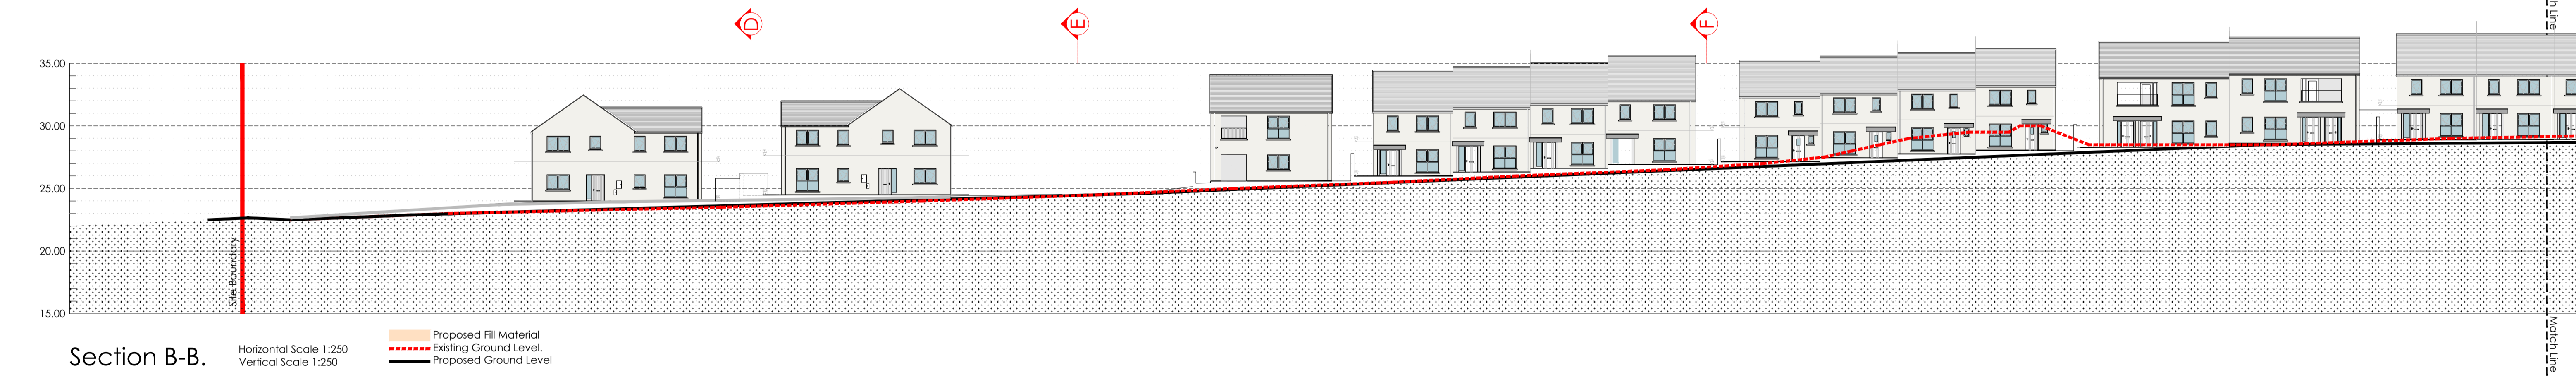 D
E
F
35.00
30.00
25.00
20.00
15.00
Site Boundary
h Line
Match Line
Section B-B.
Horizontal Scale 1:250
Vertical Scale 1:250
Proposed Fill Material
Existing Ground Level.
Proposed Ground Level